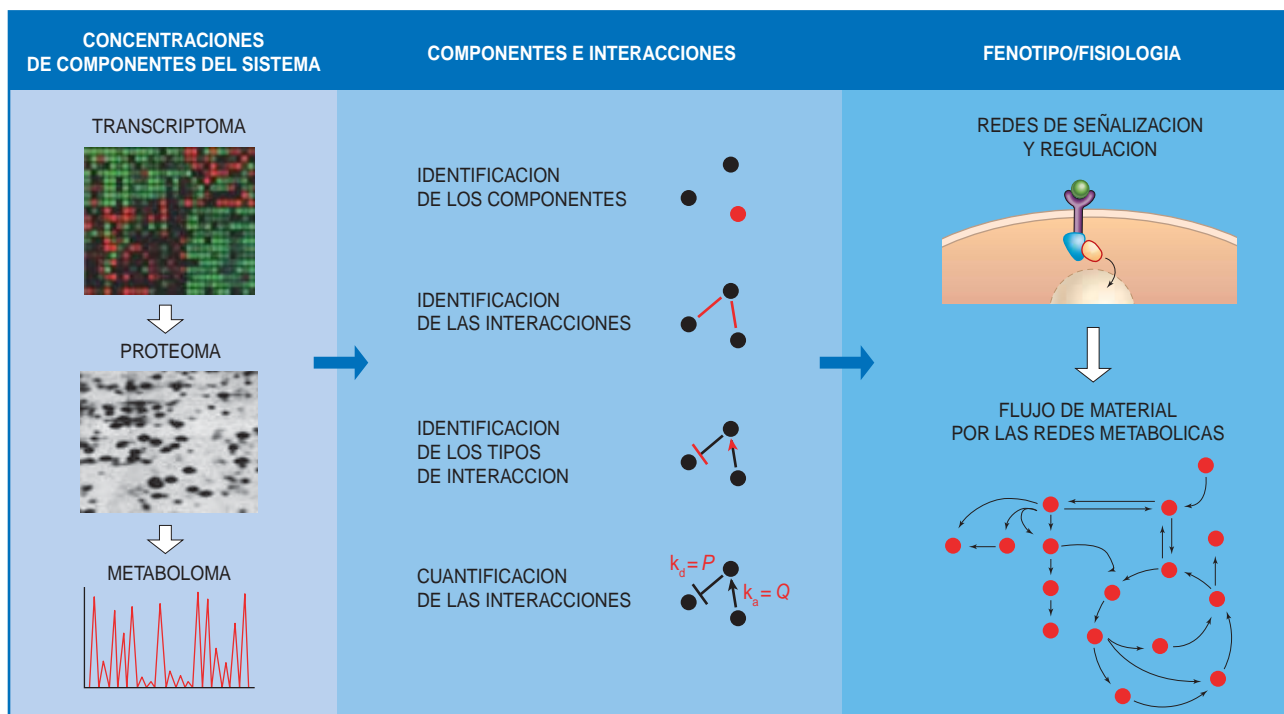 CONCENTRACIONES
DE COMPONENTES DEL SISTEMA
COMPONENTES E INTERACCIONES
FENOTIPO/FISIOLOGIA
TRANSCRIPTOMA
PROTEOMA
METABOLOMA
IDENTIFICACION
DE LOS COMPONENTES
IDENTIFICACION
DE LAS INTERACCIONES
IDENTIFICACION
DE LOS TIPOS
DE INTERACCION
CUANTIFICACION
DE LAS INTERACCIONES
k_d = P
k_a = Q
REDES DE SEÑALIZACION
Y REGULACION
FLUJO DE MATERIAL
POR LAS REDES METABOLICAS